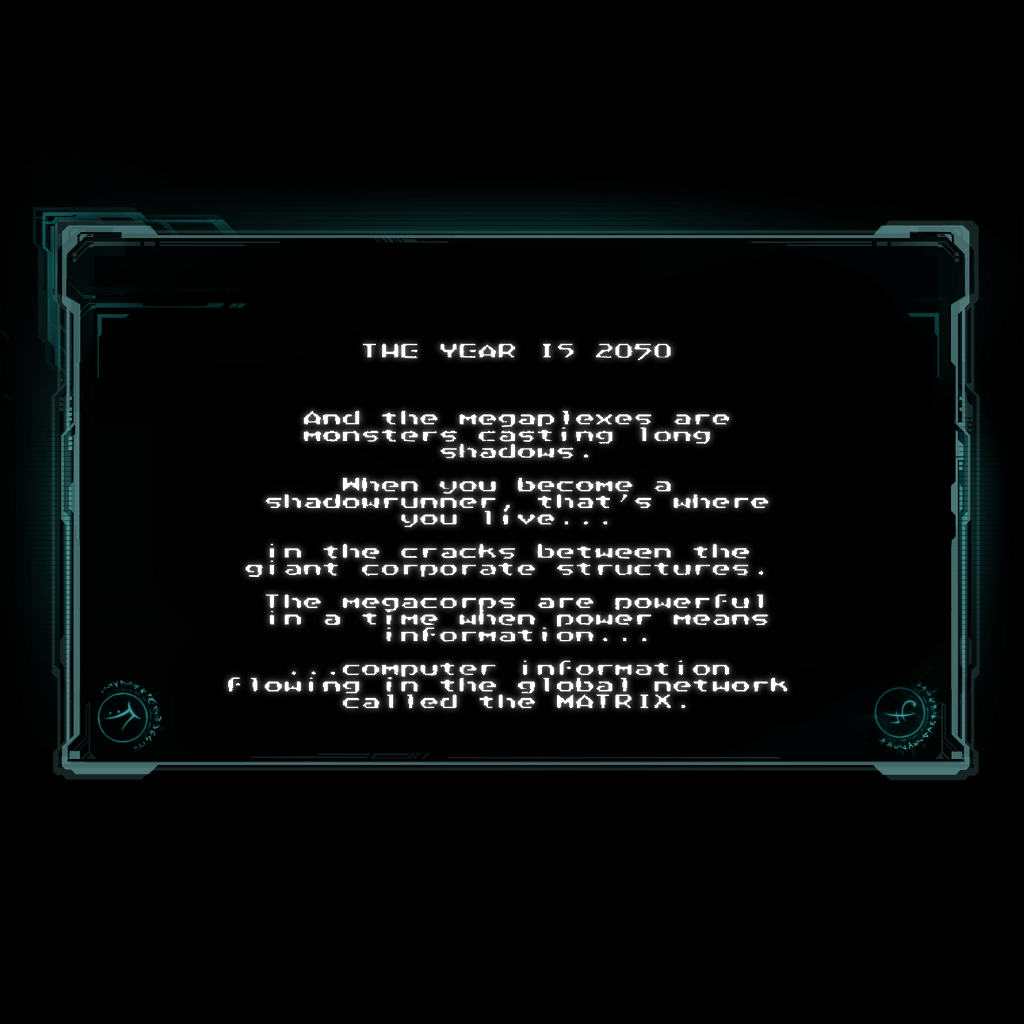 THE YEAR IS 2050
And the megaplexes are
monsters casting long
shadows.
When you become a
shadowrunner, that's where
you live...
in the cracks between the
giant corporate structures.
The megacorps are powerful
in a time when power means
information...
...computer information
flowing in the global network
called the MATRIX.